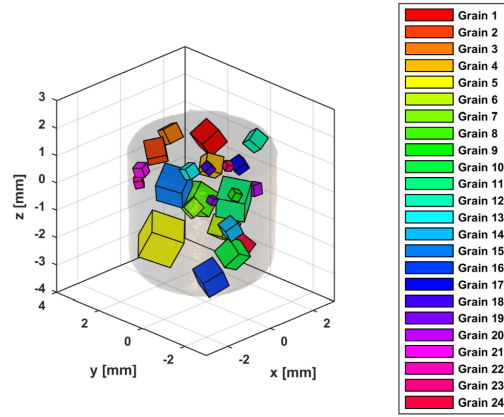 3
2
1
0
-1
-2
-3
-4
z [mm]
4
2
0
-2
y [mm]
-2
0
2
x [mm]
Grain 1
Grain 2
Grain 3
Grain 4
Grain 5
Grain 6
Grain 7
Grain 8
Grain 9
Grain 10
Grain 11
Grain 12
Grain 13
Grain 14
Grain 15
Grain 16
Grain 17
Grain 18
Grain 19
Grain 20
Grain 21
Grain 22
Grain 23
Grain 24